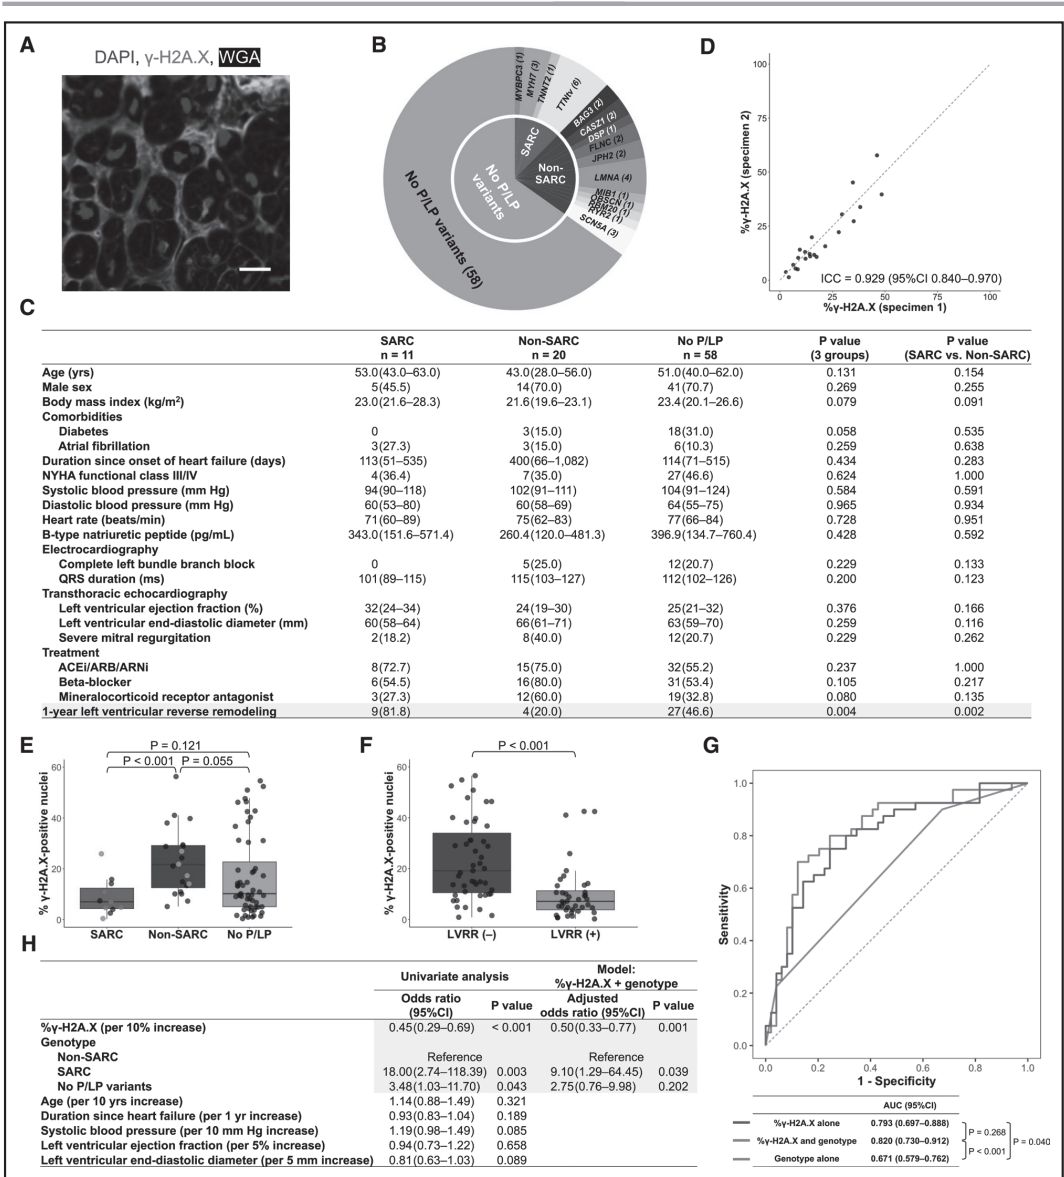 A
DAPI, γ-H2A.X, WGA
B
MYBPC3 (1)
MYH7 (3)
TNNT2 (1)
TTNtv (6)
BAG3 (2)
CASZ1 (2)
DSP (1)
FLNC (2)
JPH2 (2)
LMNA (4)
MIB1 (1)
OBSCN (1)
RBM20 (1)
RYR2 (1)
SCN5A (3)
SARC
Non-SARC
No P/LP variants
No P/LP variants (58)
D
%γ-H2A.X (specimen 2)
100
75
50
25
0
ICC = 0.929 (95%CI 0.840–0.970)
0 25 50 75 100
%γ-H2A.X (specimen 1)
C
SARC Non-SARC No P/LP P value P value
n = 11 n = 20 n = 58 (3 groups) (SARC vs. Non-SARC)
Age (yrs) 53.0(43.0–63.0) 43.0(28.0–56.0) 51.0(40.0–62.0) 0.131 0.154
Male sex 5(45.5) 14(70.0) 41(70.7) 0.269 0.255
Body mass index (kg/m²) 23.0(21.6–28.3) 21.6(19.6–23.1) 23.4(20.1–26.6) 0.079 0.091
Comorbidities
Diabetes 0 3(15.0) 18(31.0) 0.058 0.535
Atrial fibrillation 3(27.3) 3(15.0) 6(10.3) 0.259 0.638
Duration since onset of heart failure (days) 113(51–535) 400(66–1,082) 114(71–515) 0.434 0.283
NYHA functional class III/IV 4(36.4) 7(35.0) 27(46.6) 0.624 1.000
Systolic blood pressure (mm Hg) 94(90–118) 102(91–111) 104(91–124) 0.584 0.591
Diastolic blood pressure (mm Hg) 60(53–80) 60(58–69) 64(55–75) 0.965 0.934
Heart rate (beats/min) 71(60–89) 75(62–83) 77(66–84) 0.728 0.951
B-type natriuretic peptide (pg/mL) 343.0(151.6–571.4) 260.4(120.0–481.3) 396.9(134.7–760.4) 0.428 0.592
Electrocardiography
Complete left bundle branch block 0 5(25.0) 12(20.7) 0.229 0.133
QRS duration (ms) 101(89–115) 115(103–127) 112(102–126) 0.200 0.123
Transthoracic echocardiography
Left ventricular ejection fraction (%) 32(24–34) 24(19–30) 25(21–32) 0.376 0.166
Left ventricular end-diastolic diameter (mm) 60(58–64) 66(61–71) 63(59–70) 0.259 0.116
Severe mitral regurgitation 2(18.2) 8(40.0) 12(20.7) 0.229 0.262
Treatment
ACEi/ARB/ARNi 8(72.7) 15(75.0) 32(55.2) 0.237 1.000
Beta-blocker 6(54.5) 16(80.0) 31(53.4) 0.105 0.217
Mineralocorticoid receptor antagonist 3(27.3) 12(60.0) 19(32.8) 0.080 0.135
1-year left ventricular reverse remodeling 9(81.8) 4(20.0) 27(46.6) 0.004 0.002
E
P = 0.121
P < 0.001 P = 0.055
% γ-H2A.X-positive nuclei
60
40
20
0
SARC Non-SARC No P/LP
F
P < 0.001
% γ-H2A.X-positive nuclei
60
40
20
0
LVRR (–) LVRR (+)
G
Sensitivity
1.0
0.8
0.6
0.4
0.2
0.0
0.0 0.2 0.4 0.6 0.8 1.0
1 - Specificity
AUC (95%CI)
%γ-H2A.X alone 0.793 (0.697–0.888)
%γ-H2A.X and genotype 0.820 (0.730–0.912)
Genotype alone 0.671 (0.579–0.762)
P = 0.268
P < 0.001
P = 0.040
H
Univariate analysis Model: %γ-H2A.X + genotype
Odds ratio (95%CI) P value Adjusted odds ratio (95%CI) P value
%γ-H2A.X (per 10% increase) 0.45(0.29–0.69) < 0.001 0.50(0.33–0.77) 0.001
Genotype
Non-SARC Reference Reference
SARC 18.00(2.74–118.39) 0.003 9.10(1.29–64.45) 0.039
No P/LP variants 3.48(1.03–11.70) 0.043 2.75(0.76–9.98) 0.202
Age (per 10 yrs increase) 1.14(0.88–1.49) 0.321
Duration since heart failure (per 1 yr increase) 0.93(0.83–1.04) 0.189
Systolic blood pressure (per 10 mm Hg increase) 1.19(0.98–1.49) 0.085
Left ventricular ejection fraction (per 5% increase) 0.94(0.73–1.22) 0.658
Left ventricular end-diastolic diameter (per 5 mm increase) 0.81(0.63–1.03) 0.089